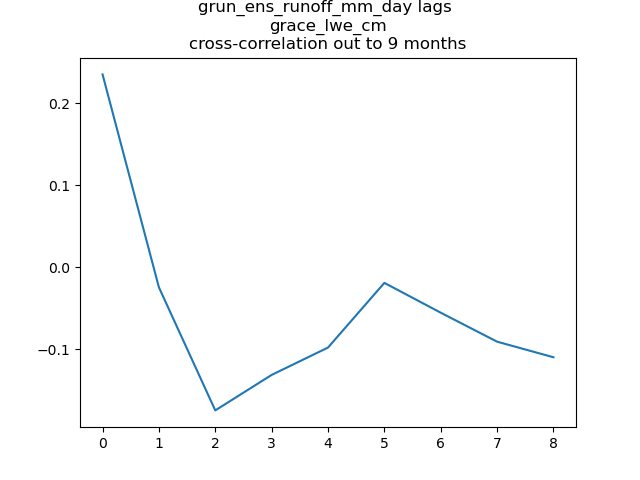 grun_ens_runoff_mm_day lags
grace_lwe_cm
cross-correlation out to 9 months
0.2
0.1
0.0
−0.1
0 1 2 3 4 5 6 7 8